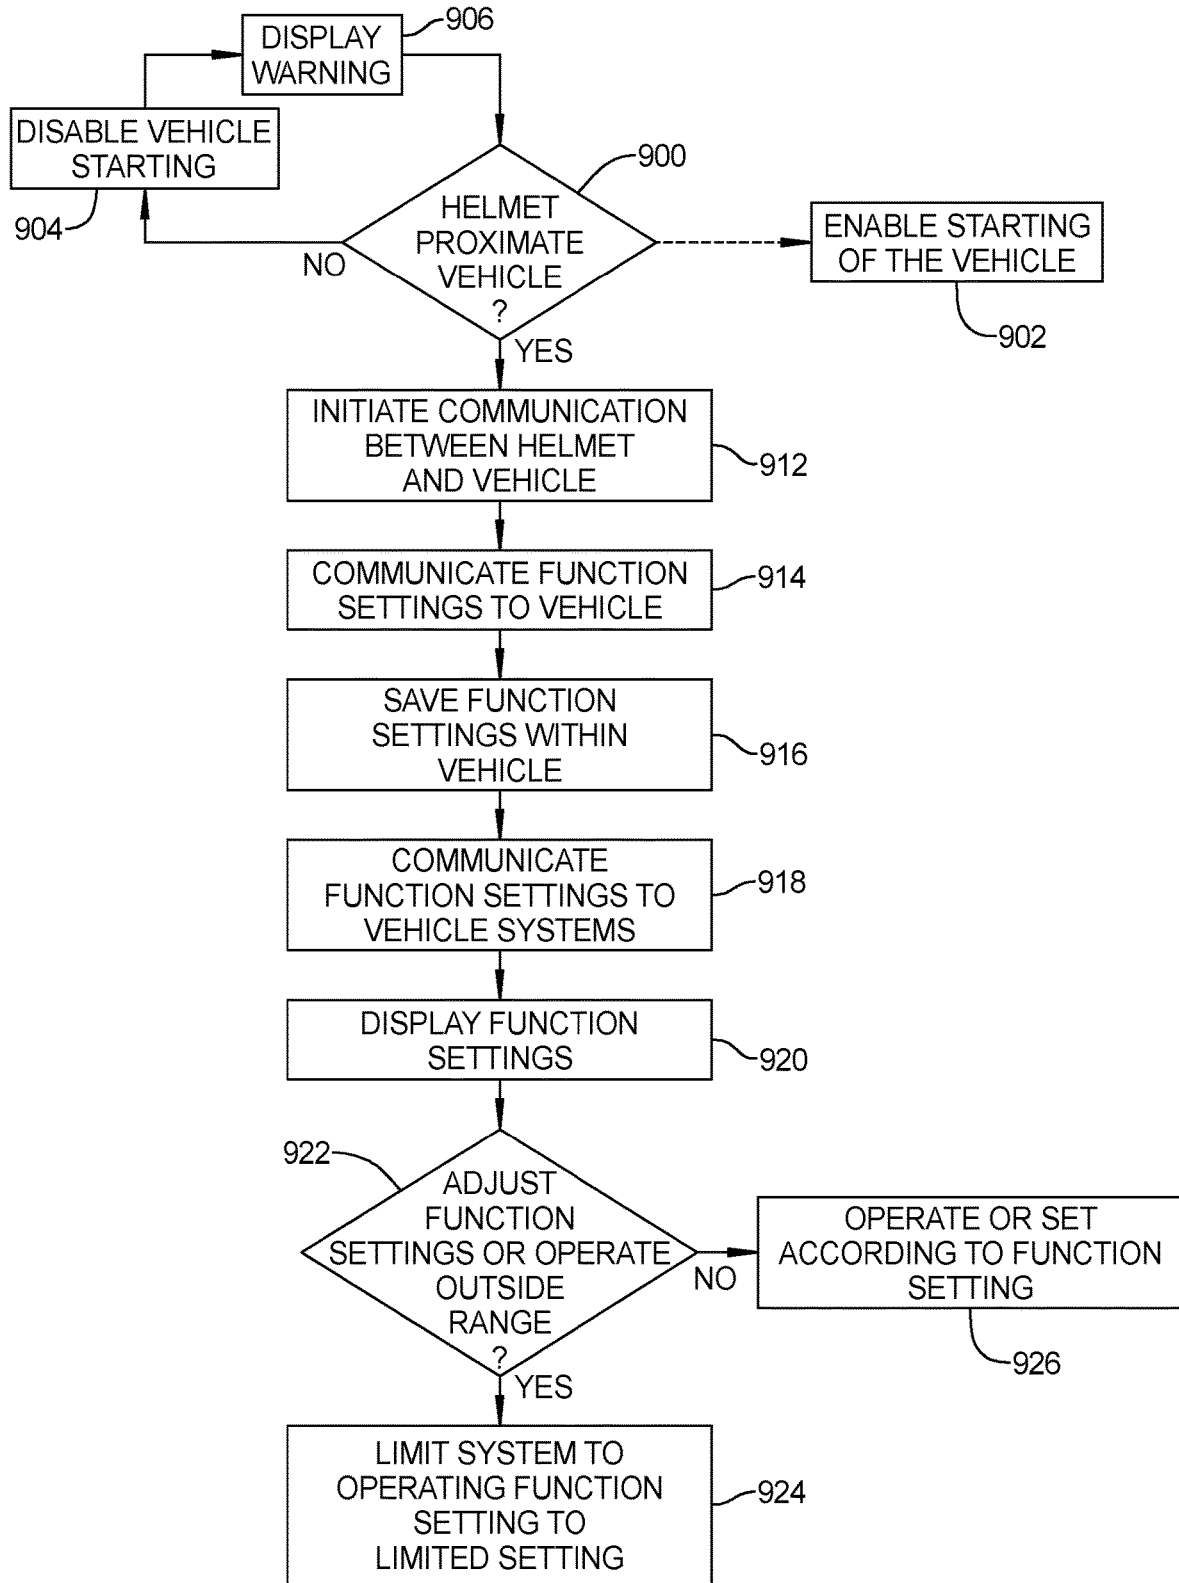 DISPLAY
WARNING
906
DISABLE VEHICLE
STARTING
904
HELMET
PROXIMATE
VEHICLE
?
900
NO
YES
ENABLE STARTING
OF THE VEHICLE
902
INITIATE COMMUNICATION
BETWEEN HELMET
AND VEHICLE
912
COMMUNICATE FUNCTION
SETTINGS TO VEHICLE
914
SAVE FUNCTION
SETTINGS WITHIN
VEHICLE
916
COMMUNICATE
FUNCTION SETTINGS TO
VEHICLE SYSTEMS
918
DISPLAY FUNCTION
SETTINGS
920
922
ADJUST
FUNCTION
SETTINGS OR OPERATE
OUTSIDE
RANGE
?
NO
YES
OPERATE OR SET
ACCORDING TO FUNCTION
SETTING
926
LIMIT SYSTEM TO
OPERATING FUNCTION
SETTING TO
LIMITED SETTING
924